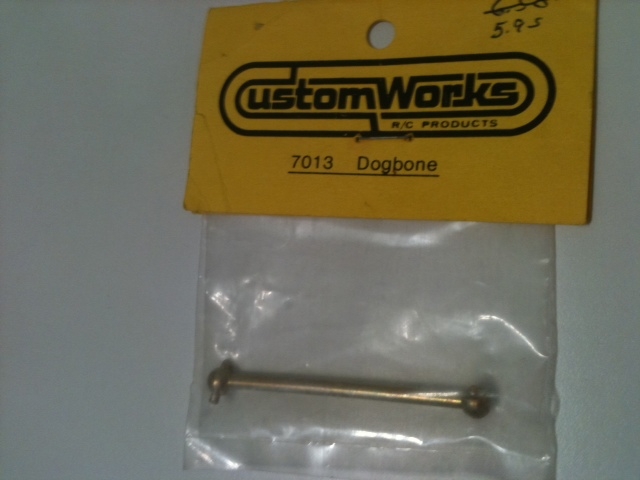 5.95
CustomWorks
R/C PRODUCTS
7013 Dogbone